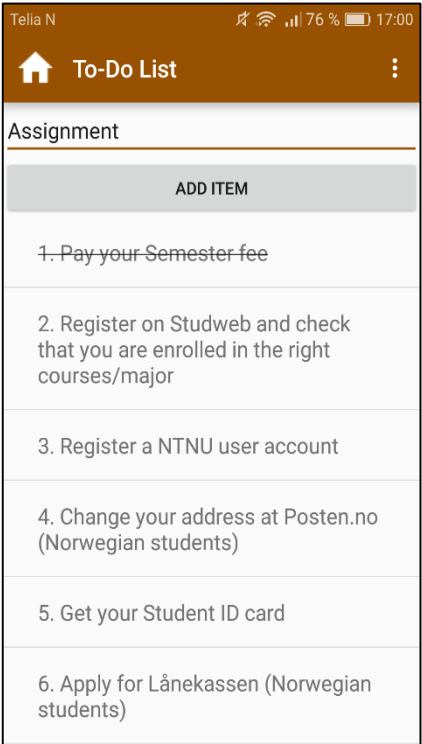 Telia N 76 % 17:00
To-Do List
Assignment
ADD ITEM
1. Pay your Semester fee
2. Register on Studweb and check
that you are enrolled in the right
courses/major
3. Register a NTNU user account
4. Change your address at Posten.no
(Norwegian students)
5. Get your Student ID card
6. Apply for Lånekassen (Norwegian
students)